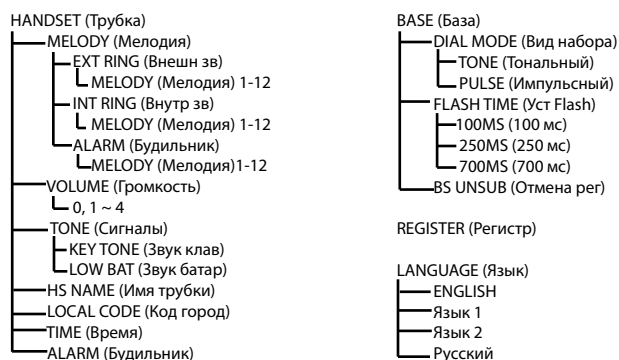 HANDSET (Трубка)
MELODY (Мелодия)
EXT RING (Внешн зв)
MELODY (Мелодия) 1-12
INT RING (Внутр зв)
MELODY (Мелодия) 1-12
ALARM (Будильник)
MELODY (Мелодия)1-12
VOLUME (Громкость)
0, 1 ~ 4
TONE (Сигналы)
KEY TONE (Звук клав)
LOW BAT (Звук батар)
HS NAME (Имя трубки)
LOCAL CODE (Код город)
TIME (Время)
ALARM (Будильник)
BASE (База)
DIAL MODE (Вид набора)
TONE (Тональный)
PULSE (Импульсный)
FLASH TIME (Уст Flash)
100MS (100 мс)
250MS (250 мс)
700MS (700 мс)
BS UNSUB (Отмена рег)
REGISTER (Регистр)
LANGUAGE (Язык)
ENGLISH
Язык 1
Язык 2
Русский